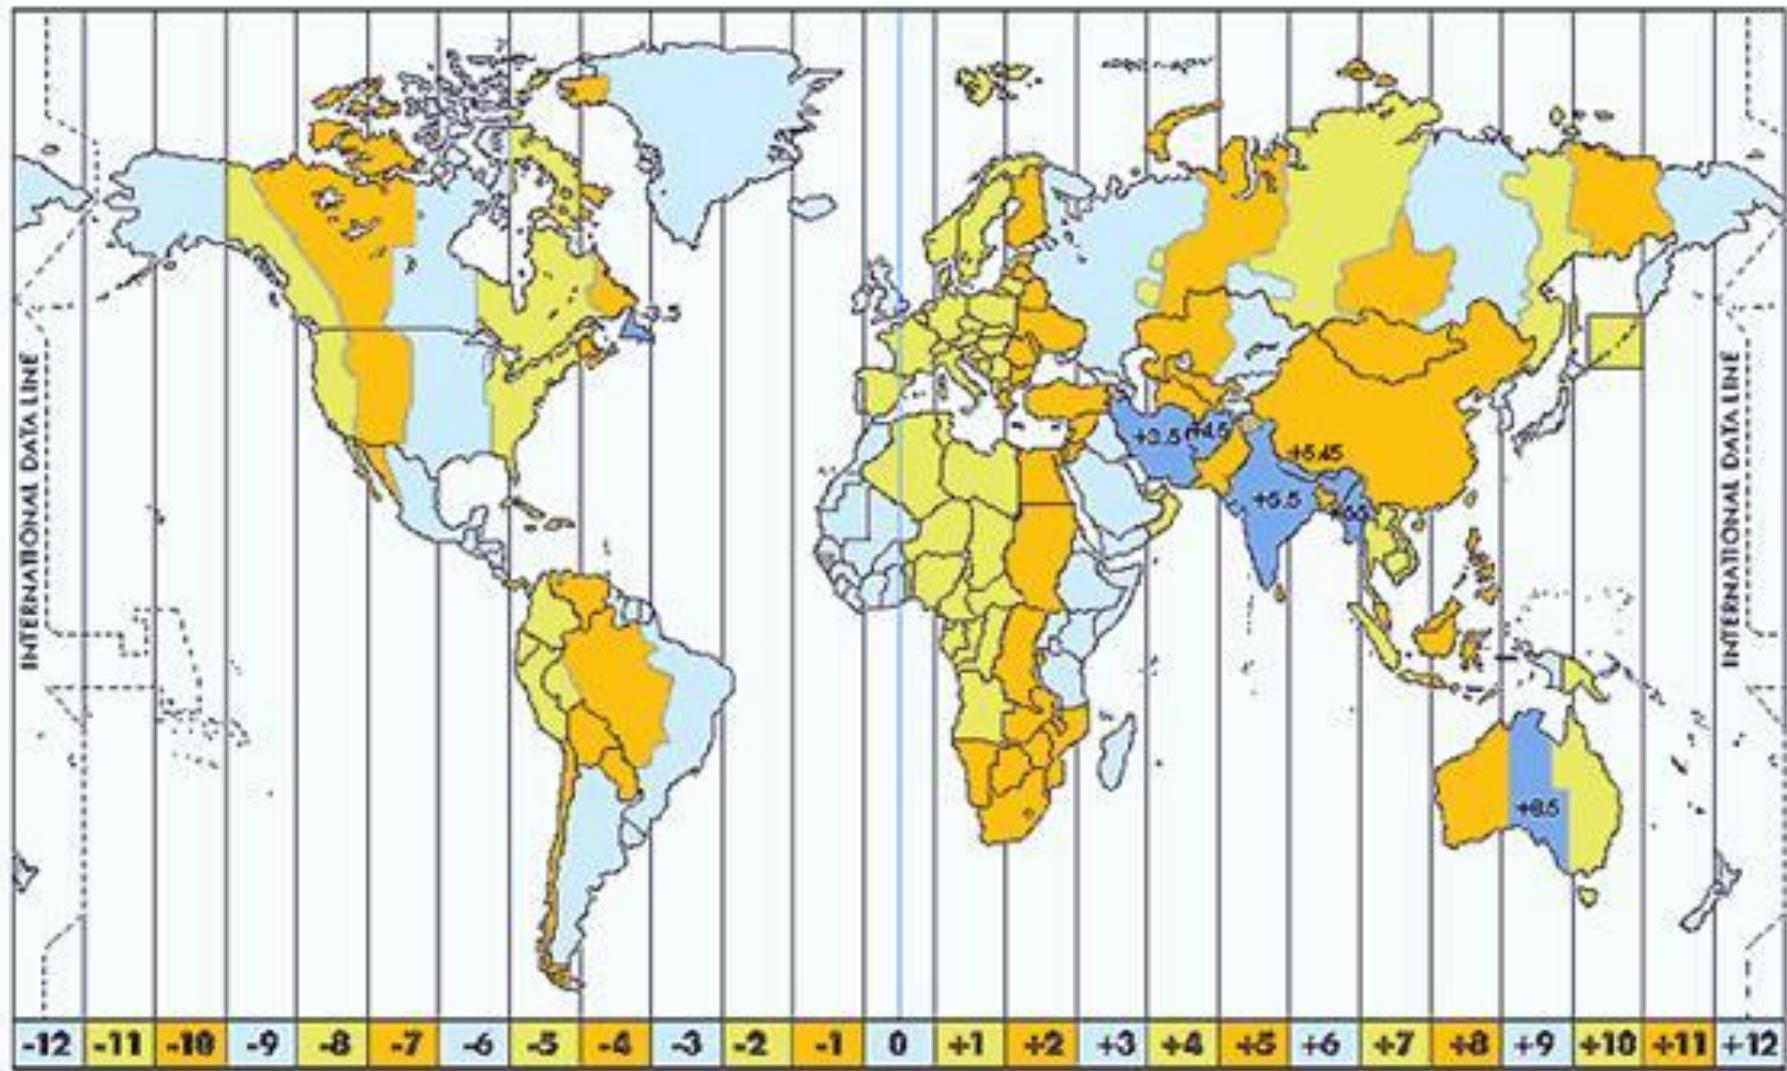 -3.5
INTERNATIONAL DATA LINE
INTERNATIONAL DATA LINE
+3.5
+4.5
+5.45
+5.5
+8.5
-12 -11 -10 -9 -8 -7 -6 -5 -4 -3 -2 -1 0 +1 +2 +3 +4 +5 +6 +7 +8 +9 +10 +11 +12